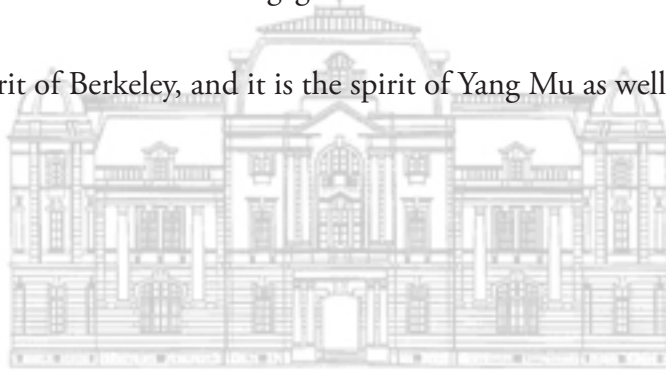 rit of Berkeley, and it is the spirit of Yang Mu as well